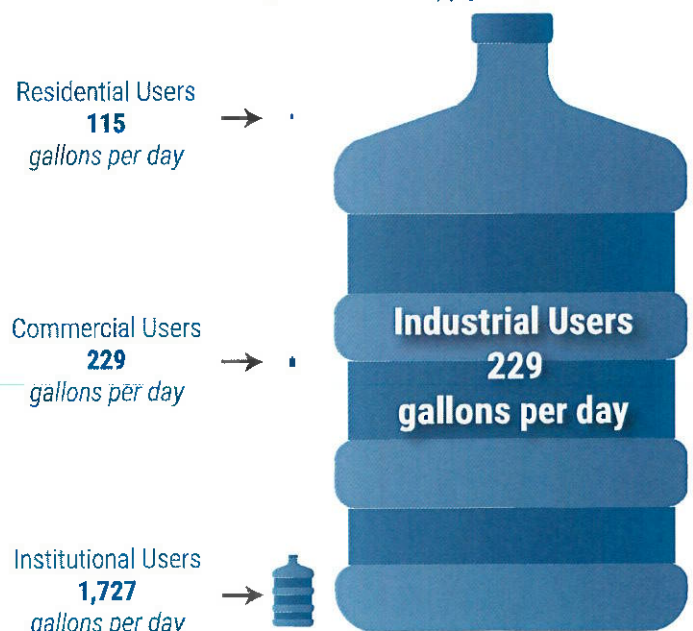 Residential Users
115
gallons per day
Commercial Users
229
gallons per day
Industrial Users
229
gallons per day
Institutional Users
1,727
gallons per day